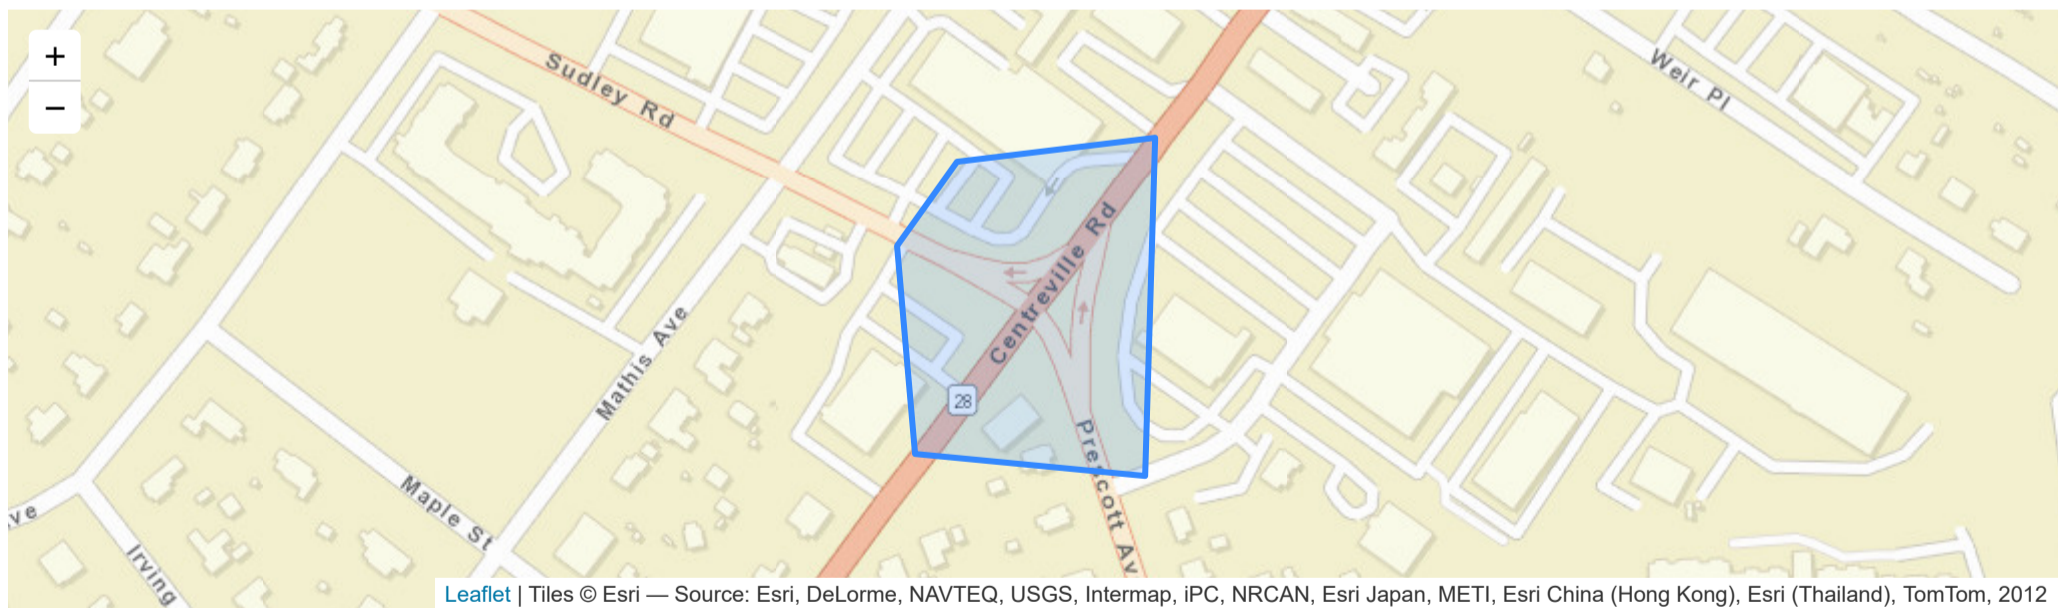 +
−
Sudley Rd
Weir Pl
Centreville Rd
Mathis Ave
28
Prescott Av
Maple St
ve
Irving
Leaflet | Tiles © Esri — Source: Esri, DeLorme, NAVTEQ, USGS, Intermap, iPC, NRCAN, Esri Japan, METI, Esri China (Hong Kong), Esri (Thailand), TomTom, 2012